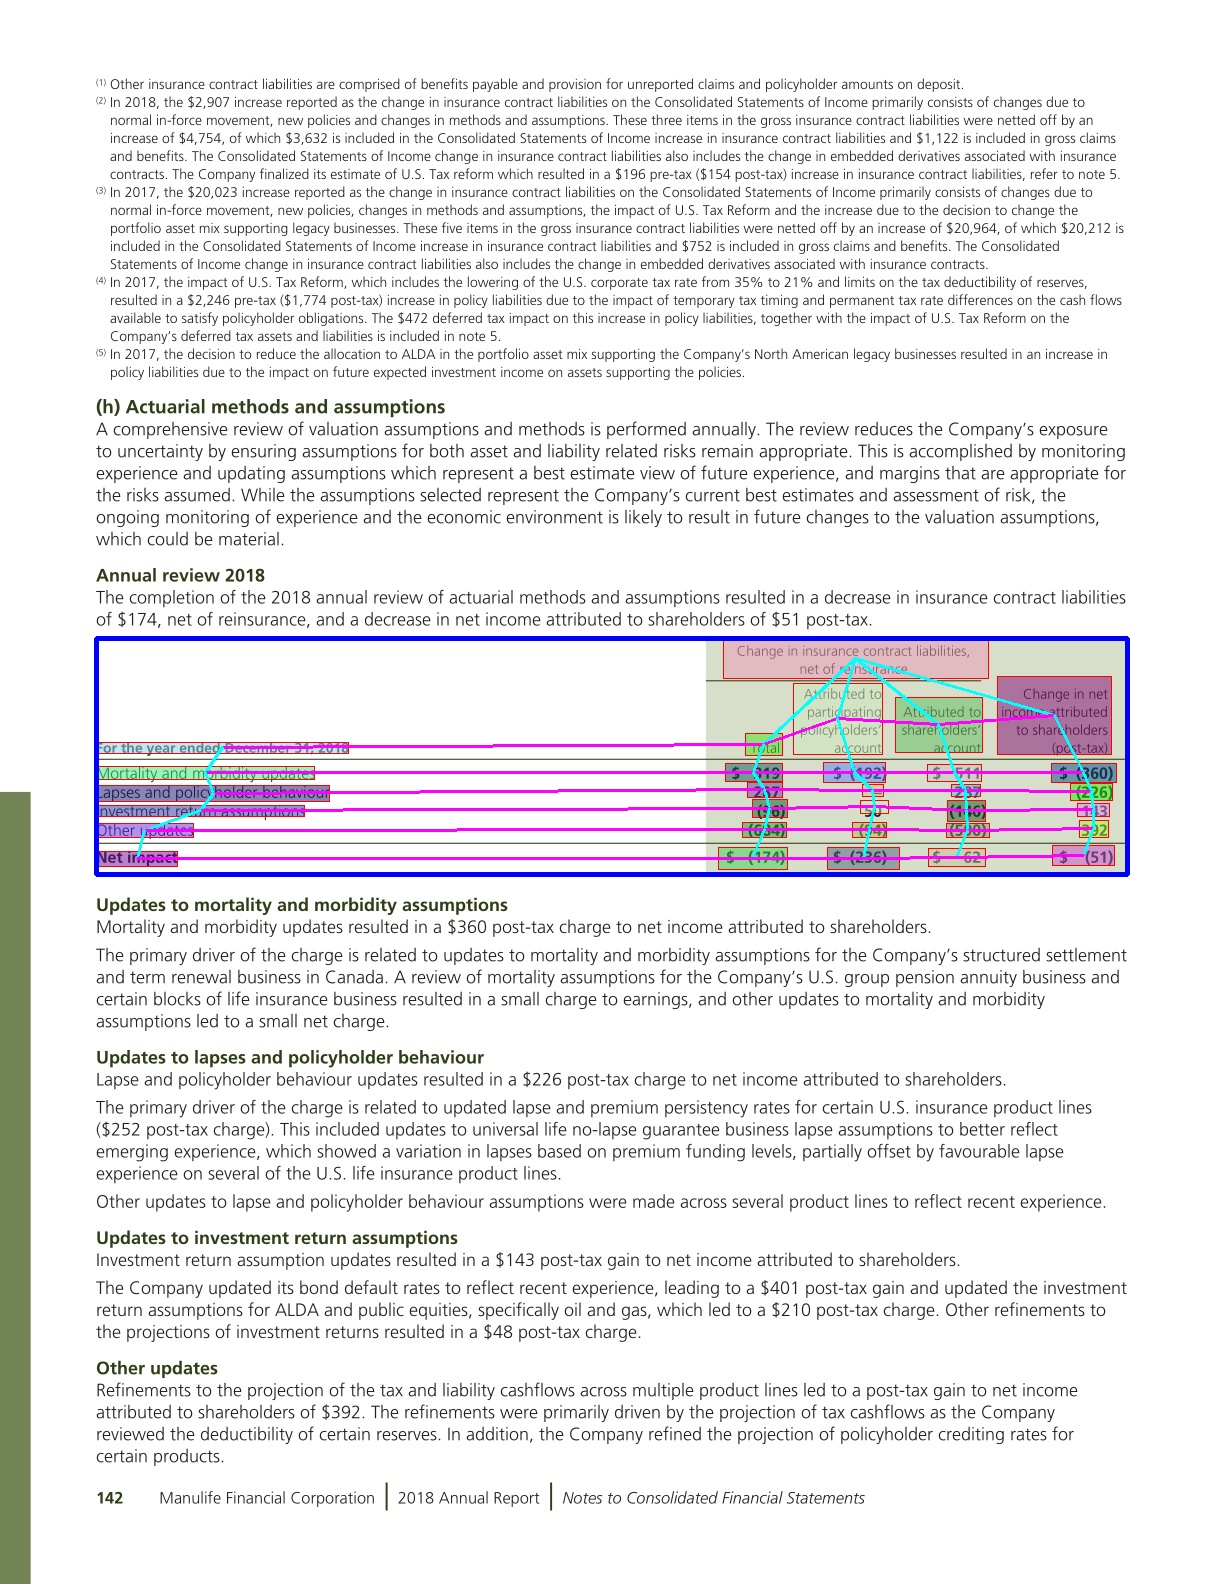 (1) Other insurance contract liabilities are comprised of benefits payable and provision for unreported claims and policyholder amounts on deposit.
(2) In 2018, the $2,907 increase reported as the change in insurance contract liabilities on the Consolidated Statements of Income primarily consists of changes due to
normal in-force movement, new policies and changes in methods and assumptions. These three items in the gross insurance contract liabilities were netted off by an
increase of $4,754, of which $3,632 is included in the Consolidated Statements of Income increase in insurance contract liabilities and $1,122 is included in gross claims
and benefits. The Consolidated Statements of Income change in insurance contract liabilities also includes the change in embedded derivatives associated with insurance
contracts. The Company finalized its estimate of U.S. Tax reform which resulted in a $196 pre-tax ($154 post-tax) increase in insurance contract liabilities, refer to note 5.
(3) In 2017, the $20,023 increase reported as the change in insurance contract liabilities on the Consolidated Statements of Income primarily consists of changes due to
normal in-force movement, new policies, changes in methods and assumptions, the impact of U.S. Tax Reform and the increase due to the decision to change the
portfolio asset mix supporting legacy businesses. These five items in the gross insurance contract liabilities were netted off by an increase of $20,964, of which $20,212 is
included in the Consolidated Statements of Income increase in insurance contract liabilities and $752 is included in gross claims and benefits. The Consolidated
Statements of Income change in insurance contract liabilities also includes the change in embedded derivatives associated with insurance contracts.
(4) In 2017, the impact of U.S. Tax Reform, which includes the lowering of the U.S. corporate tax rate from 35% to 21% and limits on the tax deductibility of reserves,
resulted in a $2,246 pre-tax ($1,774 post-tax) increase in policy liabilities due to the impact of temporary tax timing and permanent tax rate differences on the cash flows
available to satisfy policyholder obligations. The $472 deferred tax impact on this increase in policy liabilities, together with the impact of U.S. Tax Reform on the
Company's deferred tax assets and liabilities is included in note 5.
(5) In 2017, the decision to reduce the allocation to ALDA in the portfolio asset mix supporting the Company's North American legacy businesses resulted in an increase in
policy liabilities due to the impact on future expected investment income on assets supporting the policies.
(h) Actuarial methods and assumptions
A comprehensive review of valuation assumptions and methods is performed annually. The review reduces the Company's exposure
to uncertainty by ensuring assumptions for both asset and liability related risks remain appropriate. This is accomplished by monitoring
experience and updating assumptions which represent a best estimate view of future experience, and margins that are appropriate for
the risks assumed. While the assumptions selected represent the Company's current best estimates and assessment of risk, the
ongoing monitoring of experience and the economic environment is likely to result in future changes to the valuation assumptions,
which could be material.
Annual review 2018
The completion of the 2018 annual review of actuarial methods and assumptions resulted in a decrease in insurance contract liabilities
of $174, net of reinsurance, and a decrease in net income attributed to shareholders of $51 post-tax.
Change in insurance contract liabilities,
net of reinsurance
Attributed to Change in net
participating Attributed to income attributed
policyholders' shareholders' to shareholders
For the year ended December 31, 2018 Total account account (post-tax)
Mortality and morbidity updates $ 319 $ (192) $ 511 $ (360)
Lapses and policyholder behaviour 287 – 287 (226)
Investment return assumptions (96) 50 (146) 143
Other updates (684) (94) (590) 392
Net impact $ (174) $ (236) $ 62 $ (51)
Updates to mortality and morbidity assumptions
Mortality and morbidity updates resulted in a $360 post-tax charge to net income attributed to shareholders.
The primary driver of the charge is related to updates to mortality and morbidity assumptions for the Company's structured settlement
and term renewal business in Canada. A review of mortality assumptions for the Company's U.S. group pension annuity business and
certain blocks of life insurance business resulted in a small charge to earnings, and other updates to mortality and morbidity
assumptions led to a small net charge.
Updates to lapses and policyholder behaviour
Lapse and policyholder behaviour updates resulted in a $226 post-tax charge to net income attributed to shareholders.
The primary driver of the charge is related to updated lapse and premium persistency rates for certain U.S. insurance product lines
($252 post-tax charge). This included updates to universal life no-lapse guarantee business lapse assumptions to better reflect
emerging experience, which showed a variation in lapses based on premium funding levels, partially offset by favourable lapse
experience on several of the U.S. life insurance product lines.
Other updates to lapse and policyholder behaviour assumptions were made across several product lines to reflect recent experience.
Updates to investment return assumptions
Investment return assumption updates resulted in a $143 post-tax gain to net income attributed to shareholders.
The Company updated its bond default rates to reflect recent experience, leading to a $401 post-tax gain and updated the investment
return assumptions for ALDA and public equities, specifically oil and gas, which led to a $210 post-tax charge. Other refinements to
the projections of investment returns resulted in a $48 post-tax charge.
Other updates
Refinements to the projection of the tax and liability cashflows across multiple product lines led to a post-tax gain to net income
attributed to shareholders of $392. The refinements were primarily driven by the projection of tax cashflows as the Company
reviewed the deductibility of certain reserves. In addition, the Company refined the projection of policyholder crediting rates for
certain products.
142 Manulife Financial Corporation | 2018 Annual Report | Notes to Consolidated Financial Statements